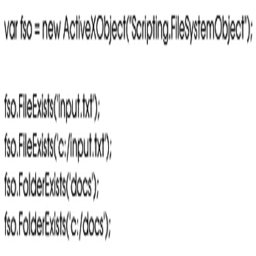 var fso = new ActiveXObject("Scripting.FileSystemObject");
fso.FileExists('input.txt');
fso.FileExists('c:/input.txt');
fso.FolderExists('docs');
fso.FolderExists('c:/docs');